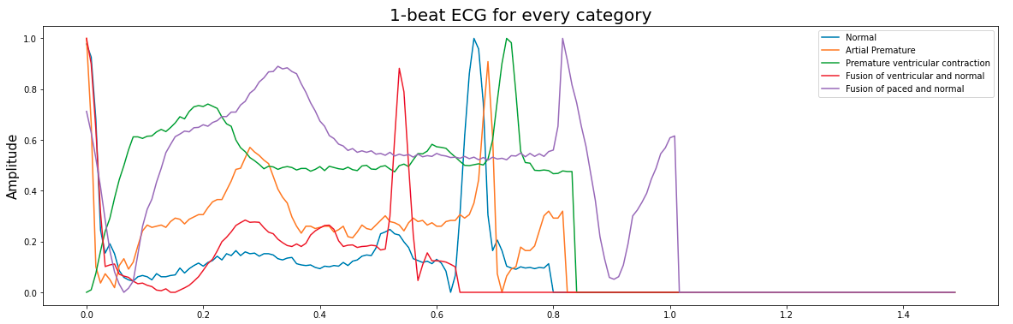 1-beat ECG for every category
Normal
Artial Premature
Premature ventricular contraction
Fusion of ventricular and normal
Fusion of paced and normal
Amplitude
1.0
0.8
0.6
0.4
0.2
0.0
0.0 0.2 0.4 0.6 0.8 1.0 1.2 1.4